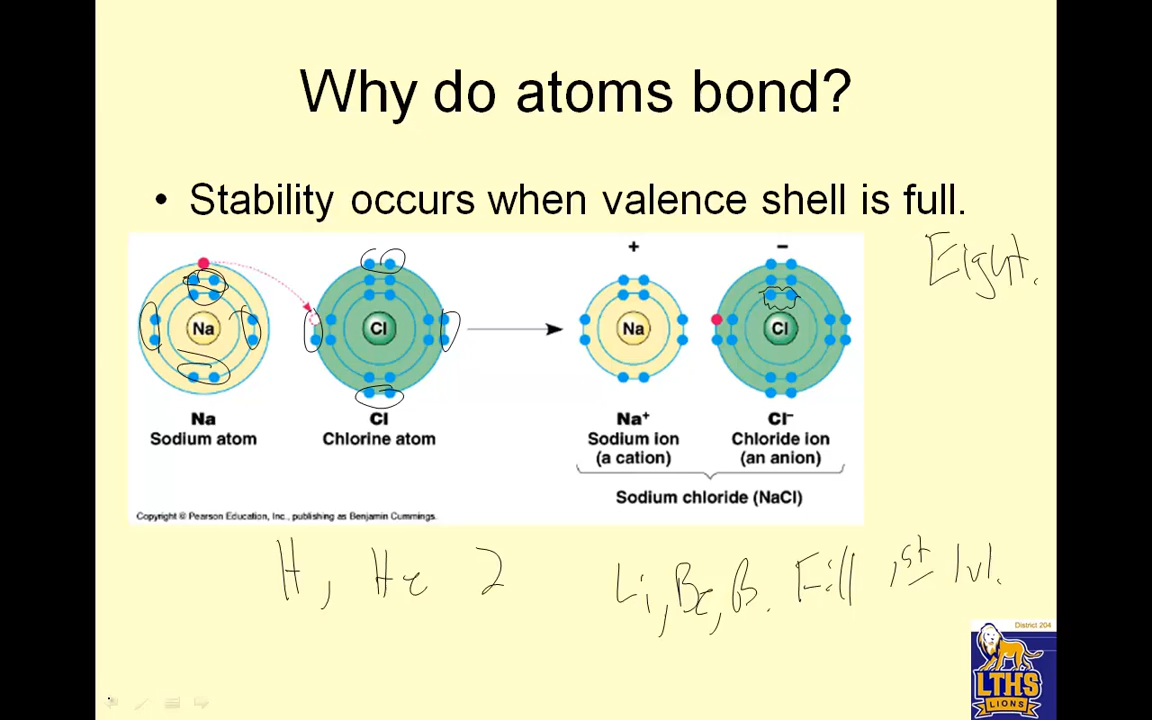 Why do atoms bond?
• Stability occurs when valence shell is full.
Eight.
+ −
Na Cl Na Cl
Na Cl Na⁺ Cl⁻
Sodium atom Chlorine atom Sodium ion Chloride ion
(a cation) (an anion)
Sodium chloride (NaCl)
Copyright © Pearson Education, Inc., publishing as Benjamin Cummings.
H, He 2 Li, Be, B. Fill 1st lvl.
District 204
LTHS
LIONS